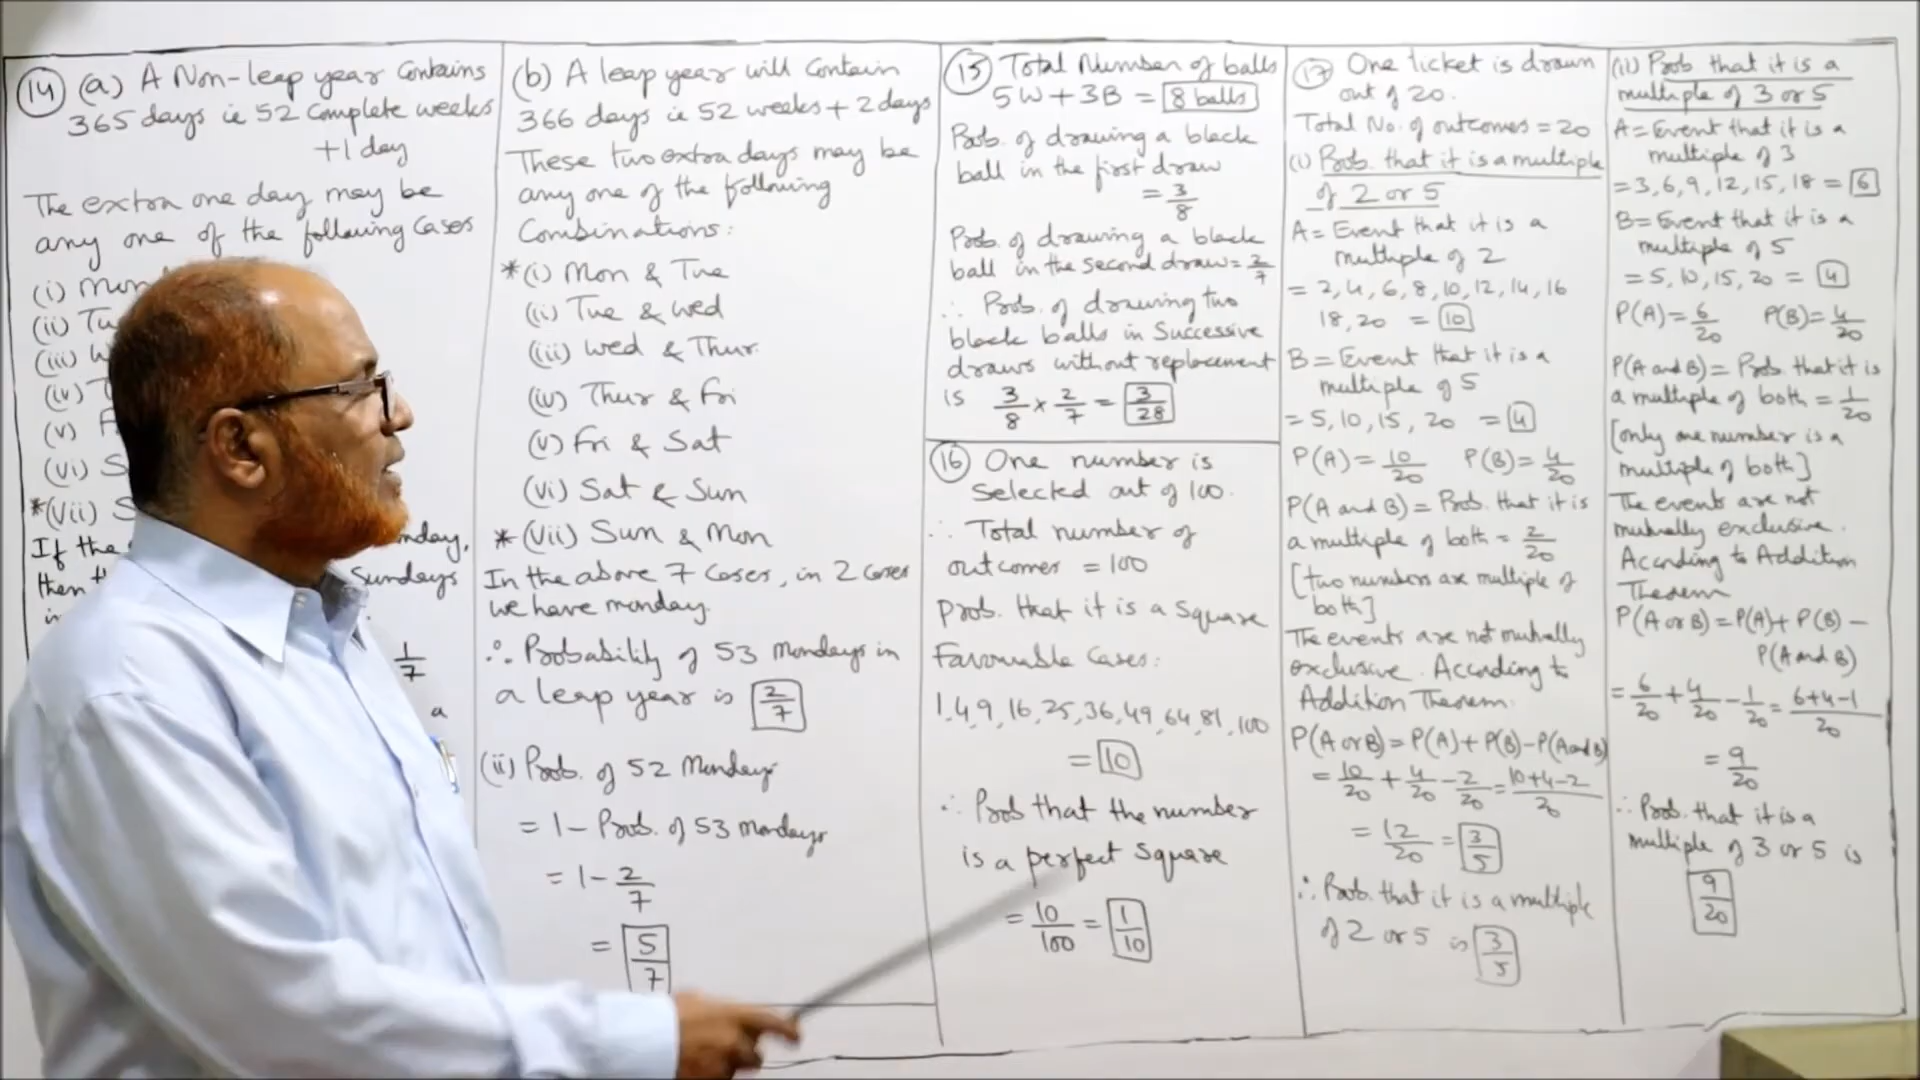 (14) (a) A Non-leap year Contains
365 days ie 52 Complete weeks
+1 day
The extra one day may be
any one of the following Cases
(i) Mon
(ii) Tu
(iii) W
(iv) T
(v) F
(vi) S
*(vii) S
If the nday,
then Sundays
1/7
a
(b) A leap year will Contain
366 days ie 52 weeks + 2 days
These two extra days may be
any one of the following
Combinations:
*(i) Mon & Tue
(ii) Tue & Wed
(iii) Wed & Thur.
(iv) Thur & Fri
(v) Fri & Sat
(vi) Sat & Sun
*(vii) Sun & Mon
In the above 7 Cases, in 2 Cases
we have monday.
∴ Probability of 53 Mondays in
a leap year is 2/7
(ii) Prob. of 52 Mondays
= 1 - Prob. of 53 Mondays
= 1 - 2/7
= 5/7
(15) Total Number of balls
5W + 3B = 8 balls
Prob. of drawing a black
ball in the first draw
= 3/8
Prob. of drawing a black
ball in the second draw = 2/7
∴ Prob. of drawing two
black balls in Successive
draws without replacement
is 3/8 × 2/7 = 3/28
(16) One number is
Selected out of 100.
∴ Total number of
outcomes = 100
Prob. that it is a square
Favourable Cases:
1,4,9,16,25,36,49,64,81,100
= 10
∴ Prob that the number
is a perfect square
= 10/100 = 1/10
(17) One ticket is drawn
out of 20.
Total No. of outcomes = 20
(i) Prob. that it is a multiple
of 2 or 5
A = Event that it is a
multiple of 2
= 2, 4, 6, 8, 10, 12, 14, 16
18, 20 = 10
B = Event that it is a
multiple of 5
= 5, 10, 15, 20 = 4
P(A) = 10/20 P(B) = 4/20
P(A and B) = Prob. that it is
a multiple of both = 2/20
[two numbers are multiple of
both]
The events are not mutually
exclusive. According to
Addition Theorem.
P(A or B) = P(A) + P(B) - P(A and B)
= 10/20 + 4/20 - 2/20 = 10+4-2/20
= 12/20 = 3/5
∴ Prob. that it is a multiple
of 2 or 5 is 3/5
(ii) Prob that it is a
multiple of 3 or 5
A = Event that it is a
multiple of 3
= 3, 6, 9, 12, 15, 18 = 6
B = Event that it is a
multiple of 5
= 5, 10, 15, 20 = 4
P(A) = 6/20 P(B) = 4/20
P(A and B) = Prob. that it is
a multiple of both = 1/20
[only one number is a
multiple of both]
The events are not
mutually exclusive.
According to Addition
Theorem
P(A or B) = P(A) + P(B) -
P(A and B)
= 6/20 + 4/20 - 1/20 = 6+4-1/20
= 9/20
∴ Prob. that it is a
multiple of 3 or 5 is
9/20